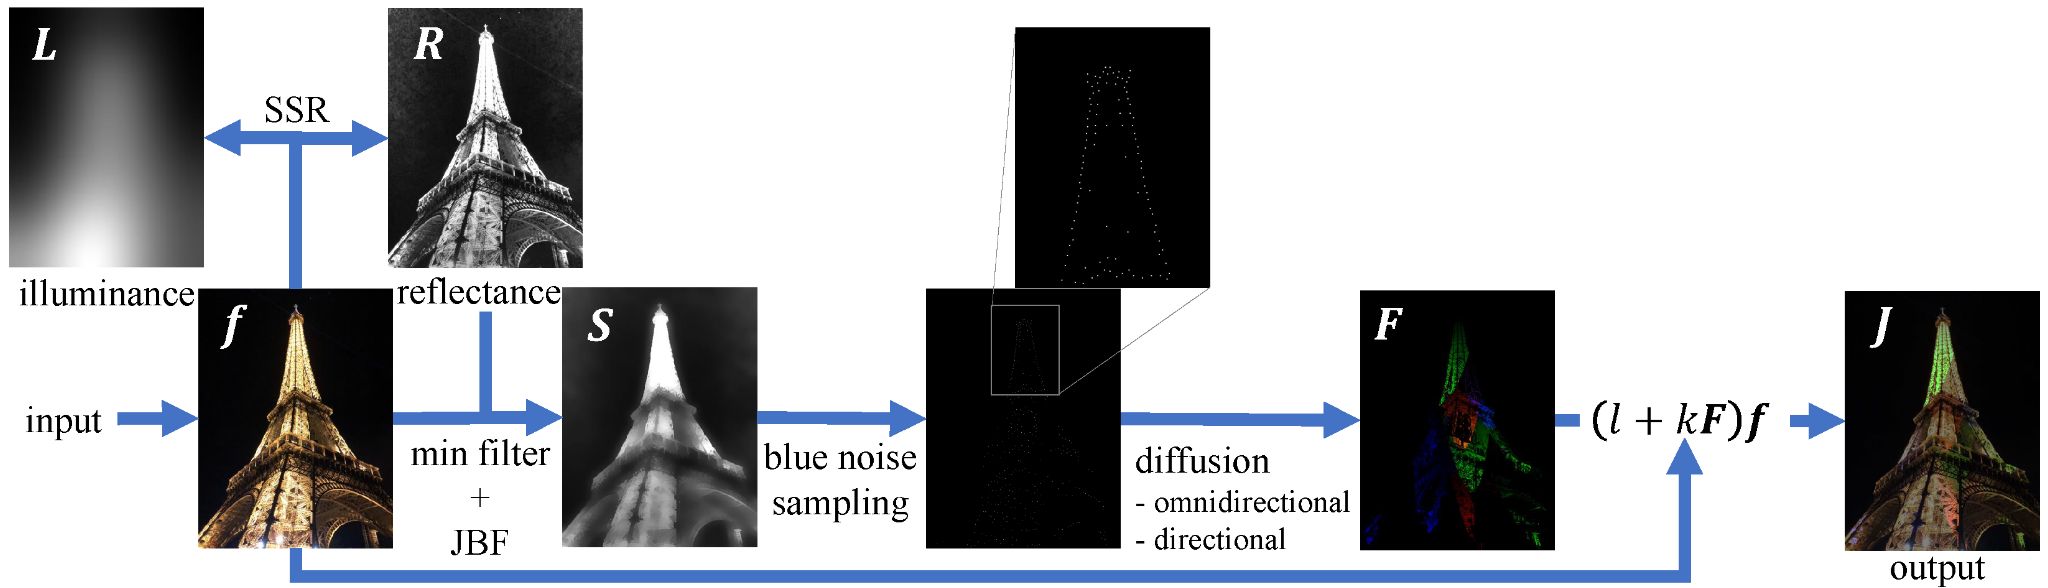 L
SSR
R
illuminance
reflectance
input
f
min filter
+
JBF
S
blue noise
sampling
diffusion
- omnidirectional
- directional
F
(l + kF)f
J
output